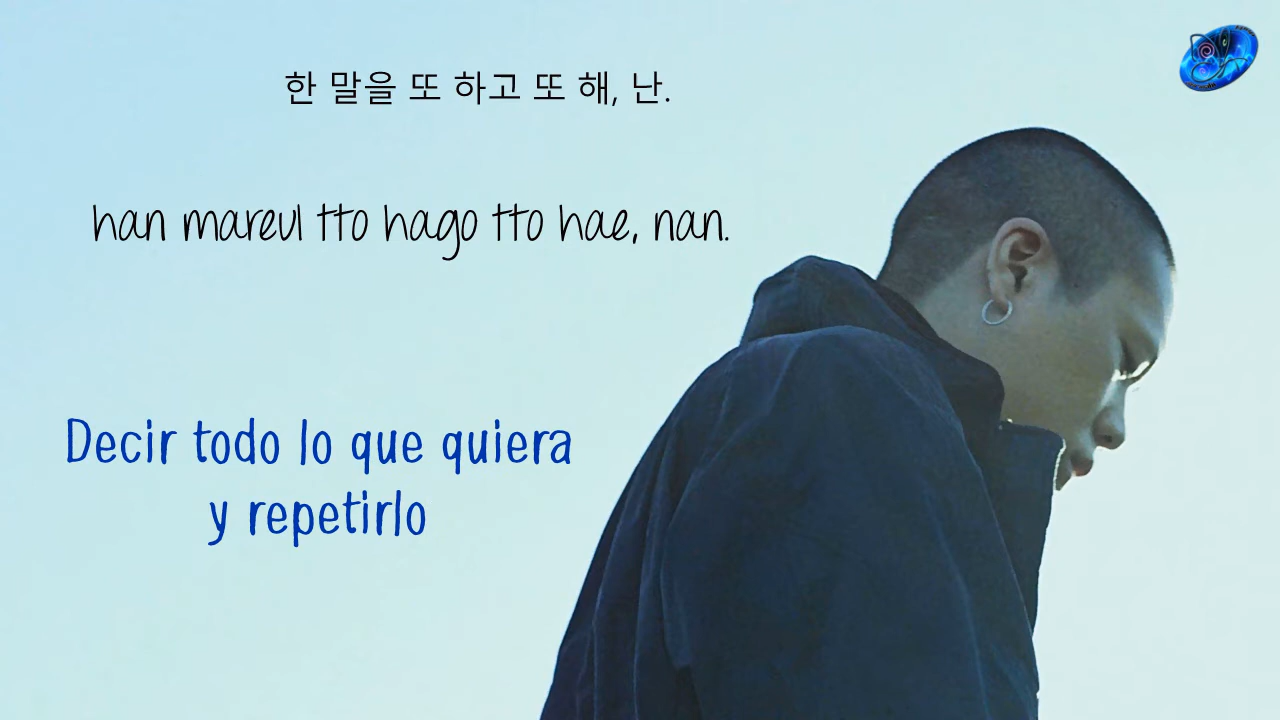 한 말을 또 하고 또 해, 난.
han mareul tto hago tto hae, nan.
Decir todo lo que quiera
y repetirlo